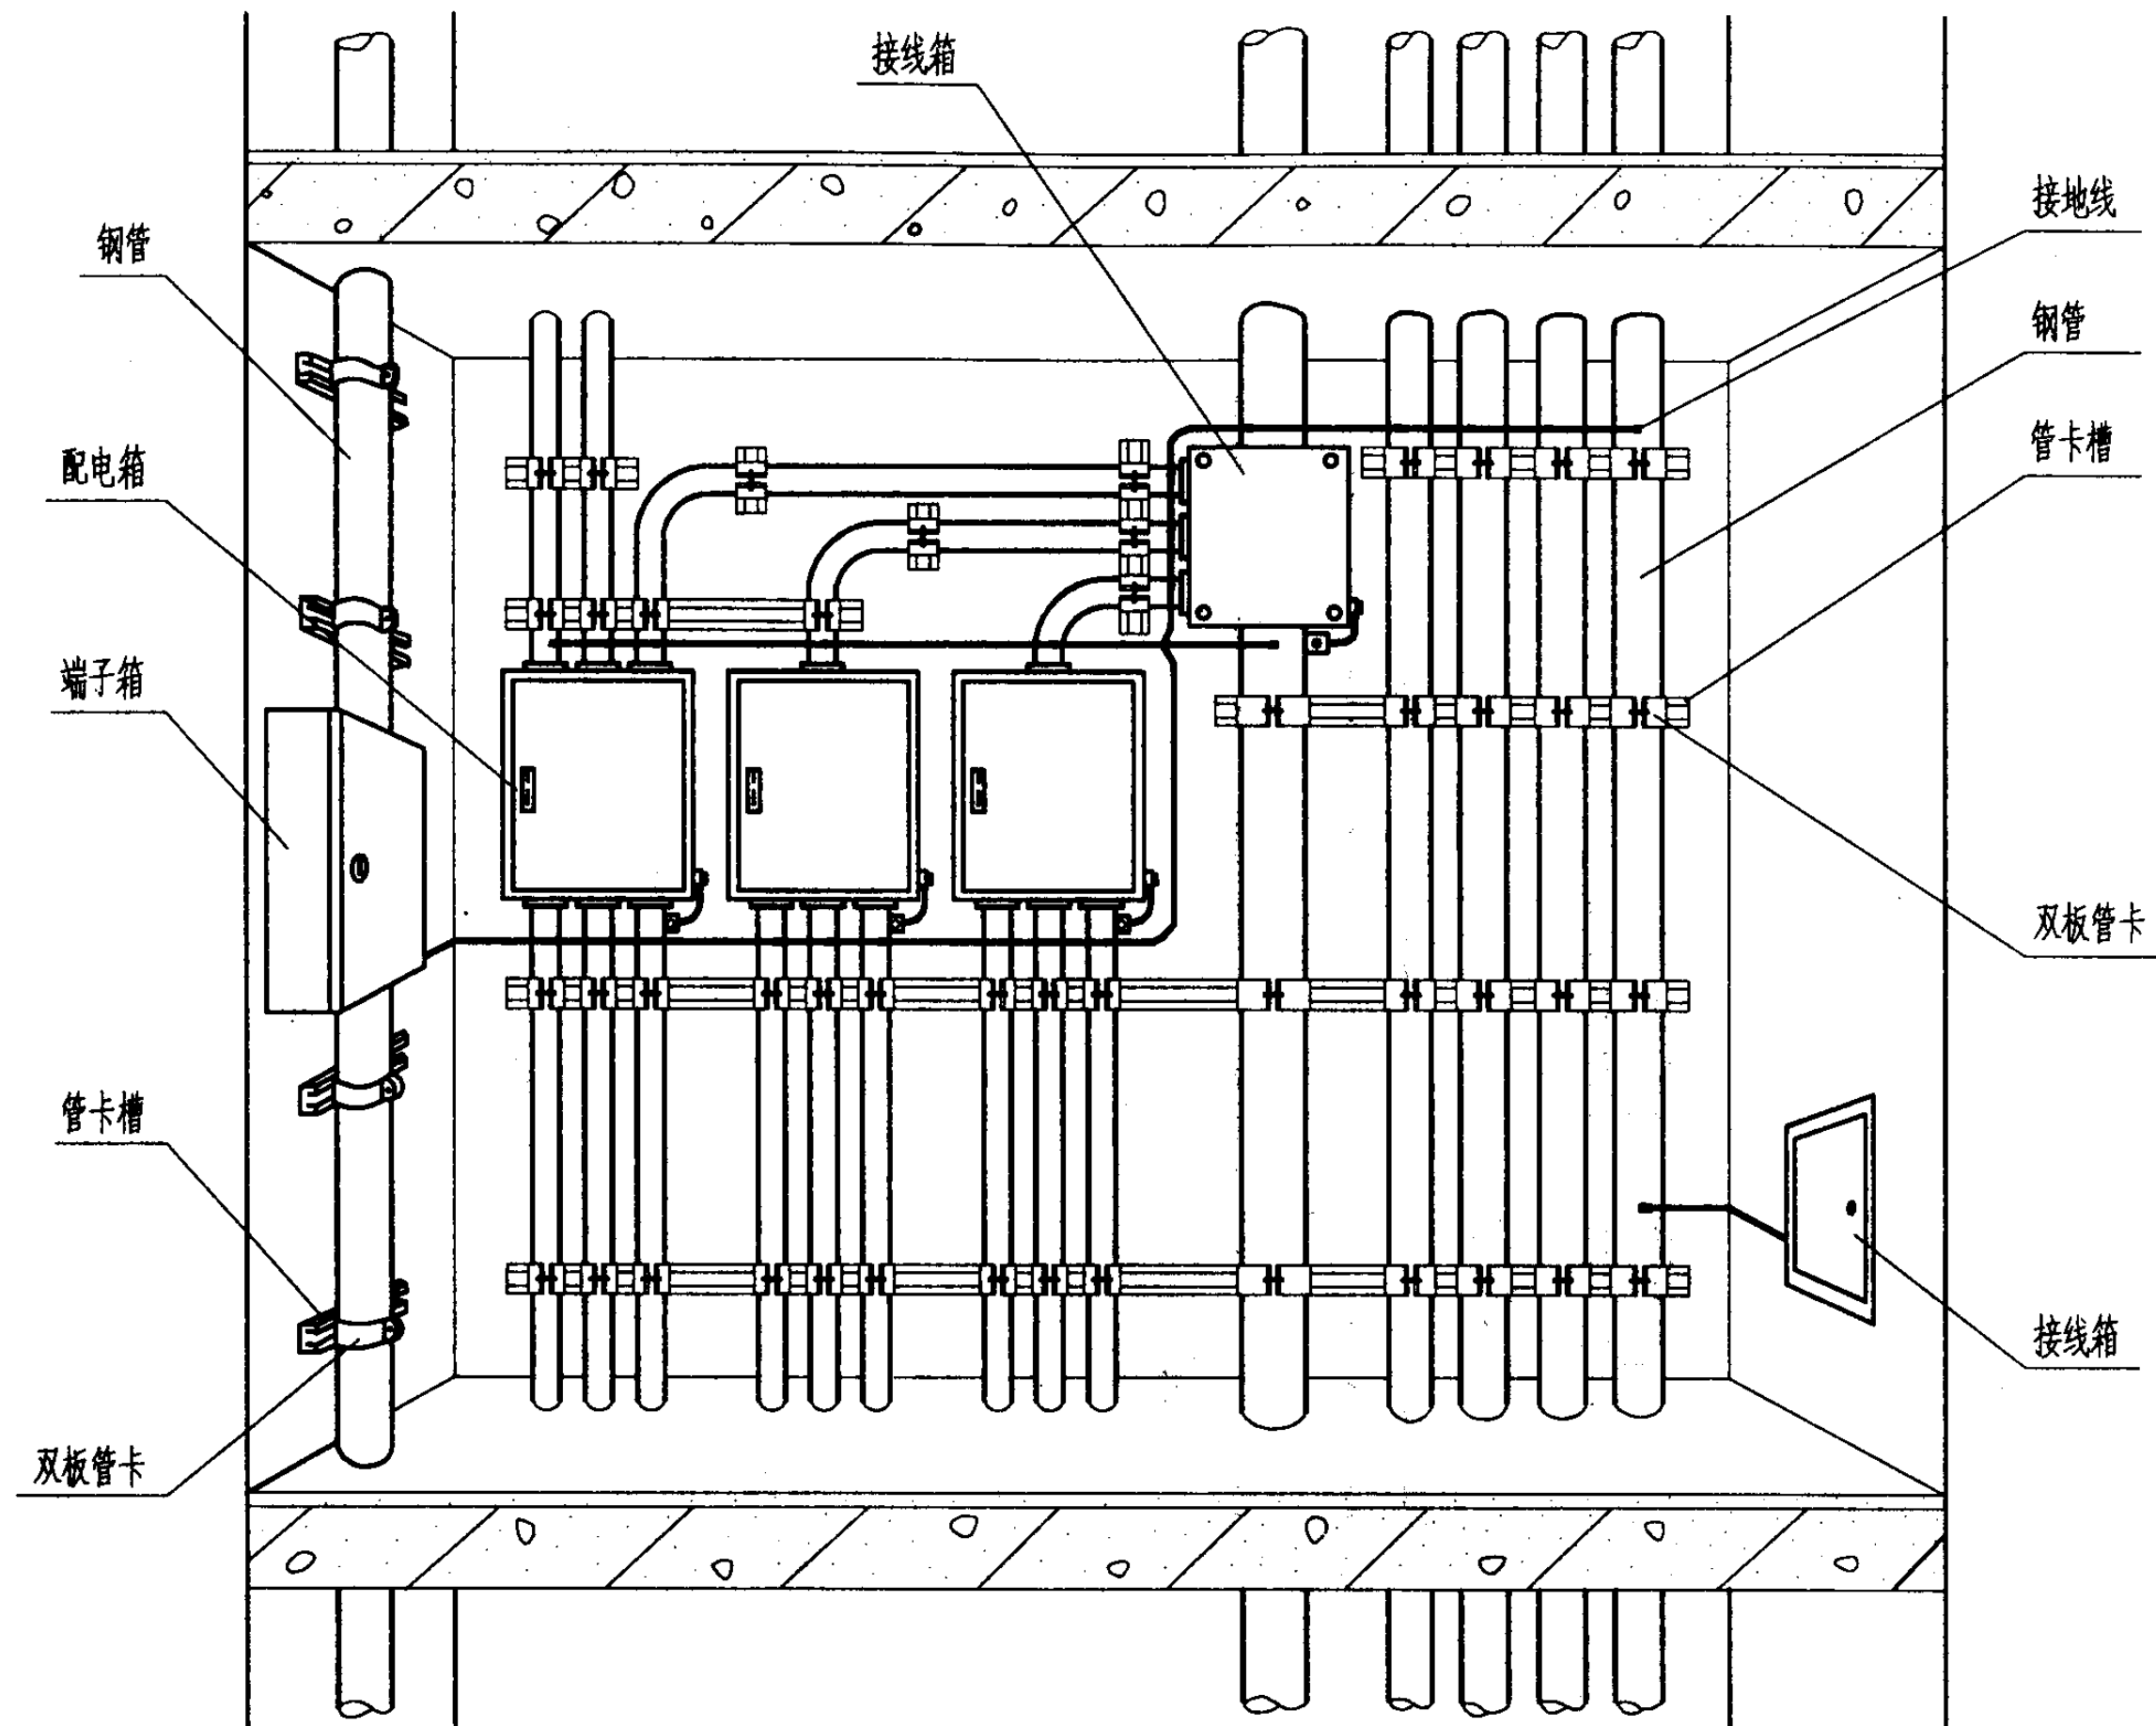 接线箱
接地线
钢管
钢管
管卡槽
配电箱
端子箱
双板管卡
管卡槽
接线箱
双板管卡